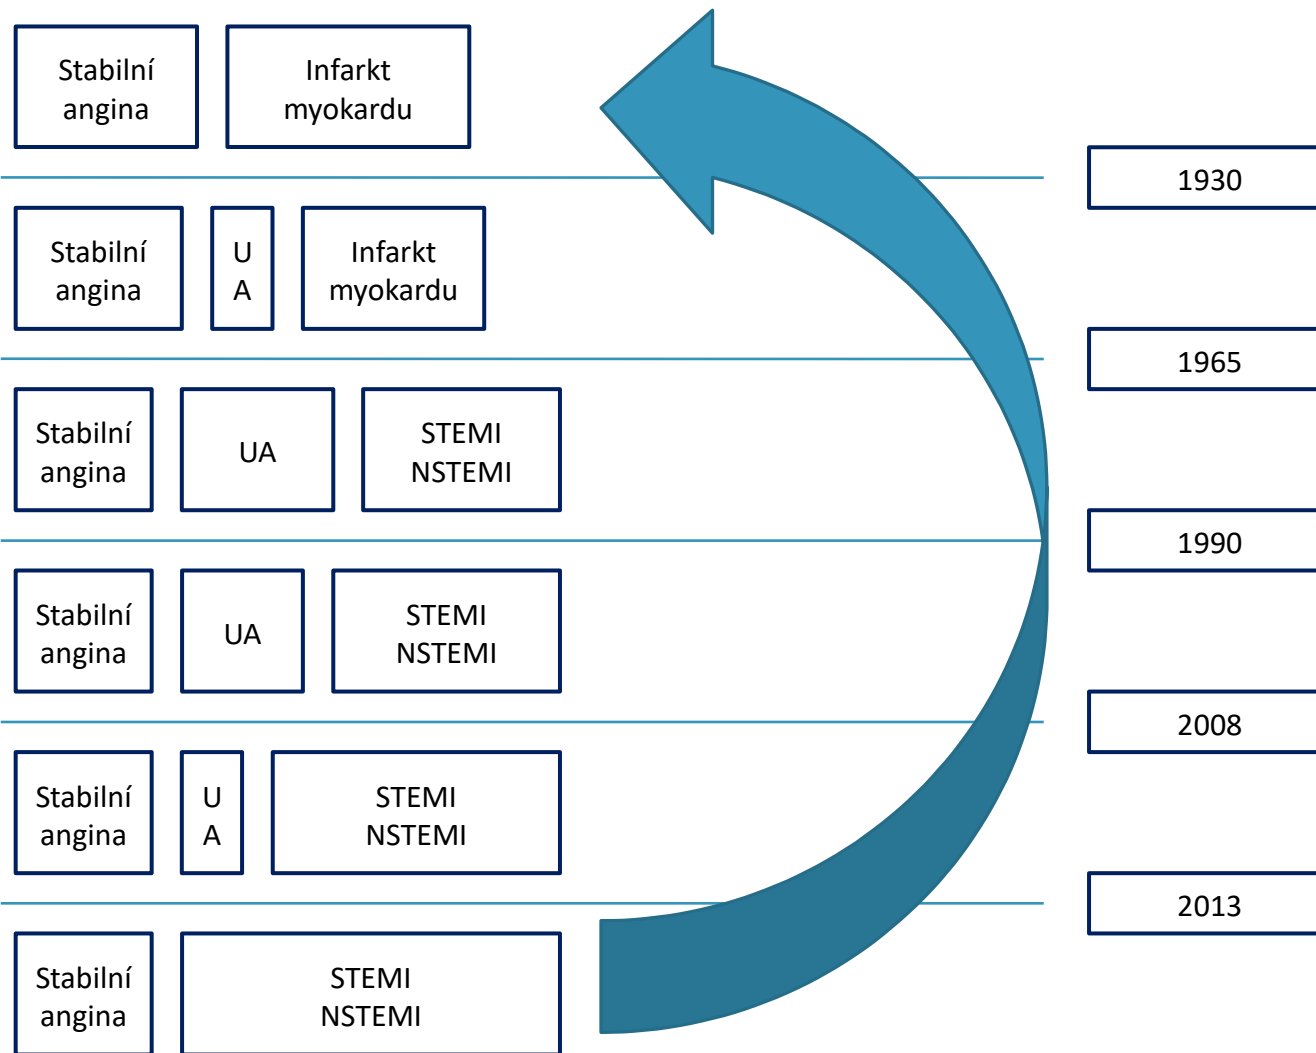 Stabilní
angina
Infarkt
myokardu
1930
Stabilní
angina
U
A
Infarkt
myokardu
1965
Stabilní
angina
UA
STEMI
NSTEMI
1990
Stabilní
angina
UA
STEMI
NSTEMI
2008
Stabilní
angina
U
A
STEMI
NSTEMI
2013
Stabilní
angina
STEMI
NSTEMI